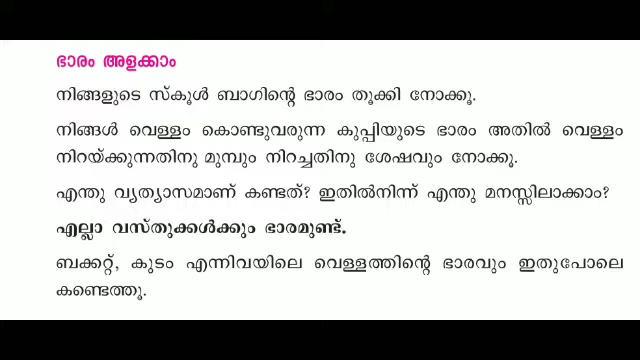 ഭാരം അളക്കാം
നിങ്ങളുടെ സ്കൂൾ ബാഗിന്റെ ഭാരം തൂക്കി നോക്കൂ.
നിങ്ങൾ വെള്ളം കൊണ്ടുവരുന്ന കുപ്പിയുടെ ഭാരം അതിൽ വെള്ളം
നിറയ്ക്കുന്നതിനു മുമ്പും നിറച്ചതിനു ശേഷവും നോക്കൂ.
എന്തു വ്യത്യാസമാണ് കണ്ടത്? ഇതിൽനിന്ന് എന്തു മനസ്സിലാക്കാം?
എല്ലാ വസ്തുക്കൾക്കും ഭാരമുണ്ട്.
ബക്കറ്റ്, കുടം എന്നിവയിലെ വെള്ളത്തിന്റെ ഭാരവും ഇതുപോലെ
കണ്ടെത്തൂ.